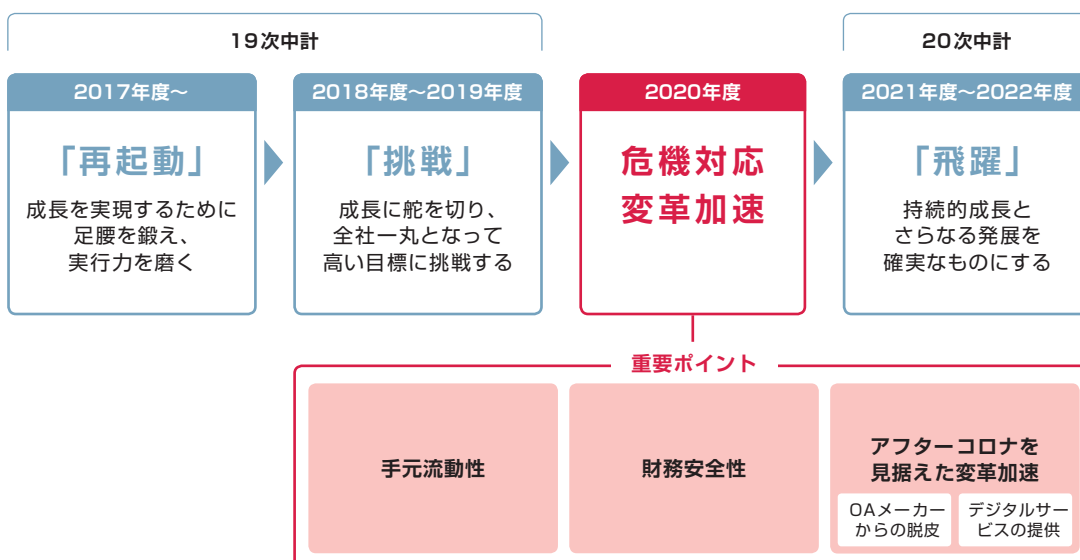 19次中計
20次中計
2017年度～
「再起動」
成長を実現するために
足腰を鍛え、
実行力を磨く
2018年度～2019年度
「挑戦」
成長に舵を切り、
全社一丸となって
高い目標に挑戦する
2020年度
危機対応
変革加速
2021年度～2022年度
「飛躍」
持続的成長と
さらなる発展を
確実なものにする
重要ポイント
手元流動性
財務安全性
アフターコロナを
見据えた変革加速
OAメーカー
からの脱皮
デジタルサー
ビスの提供